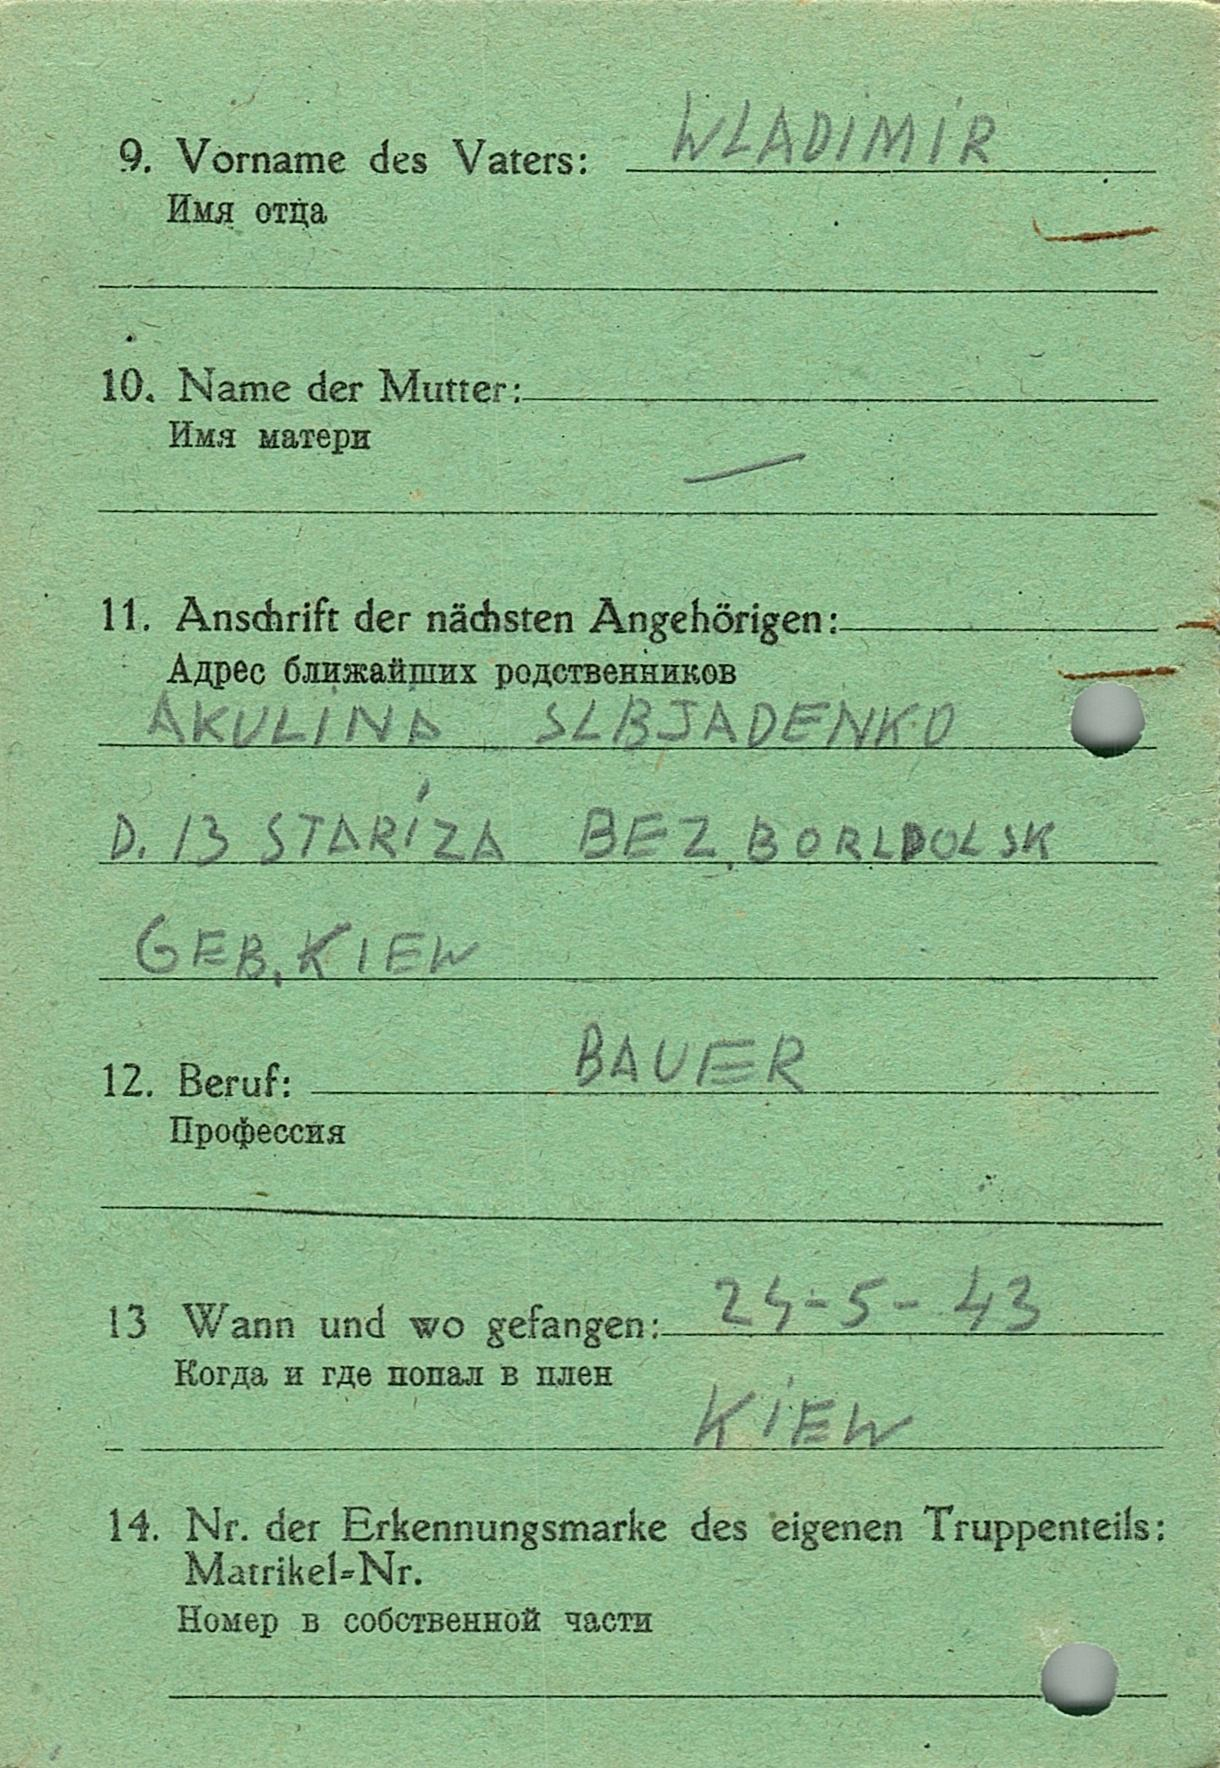 9. Vorname des Vaters: WLADIMIR
Имя отца
10. Name der Mutter:
Имя матери
—
11. Anschrift der nächsten Angehörigen:
Адрес ближайших родственников
AKULINA SLBJADENKO
D. 13 STARIZA BEZ. BORLDOLSK
GEB. KIEW
12. Beruf: BAUER
Профессия
13 Wann und wo gefangen: 24-5-43
Когда и где попал в плен
KIEW
14. Nr. der Erkennungsmarke des eigenen Truppenteils:
Matrikel-Nr.
Номер в собственной части